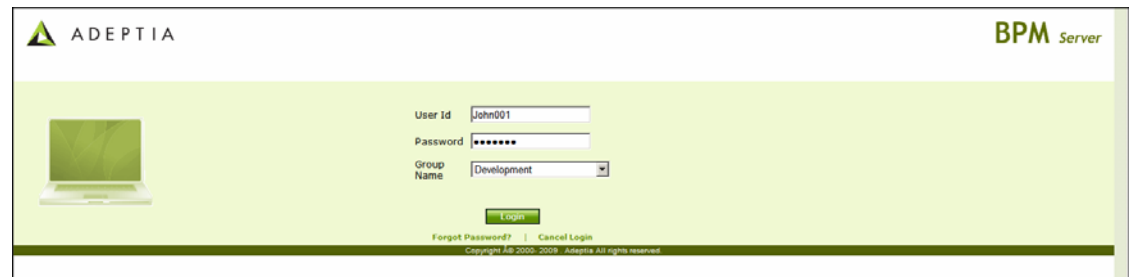 ADEPTIA
BPM Server
User Id John001
Password •••••••
Group
Name Development
Login
Forgot Password? | Cancel Login
Copyright Â® 2000- 2009 Adeptia All rights reserved.